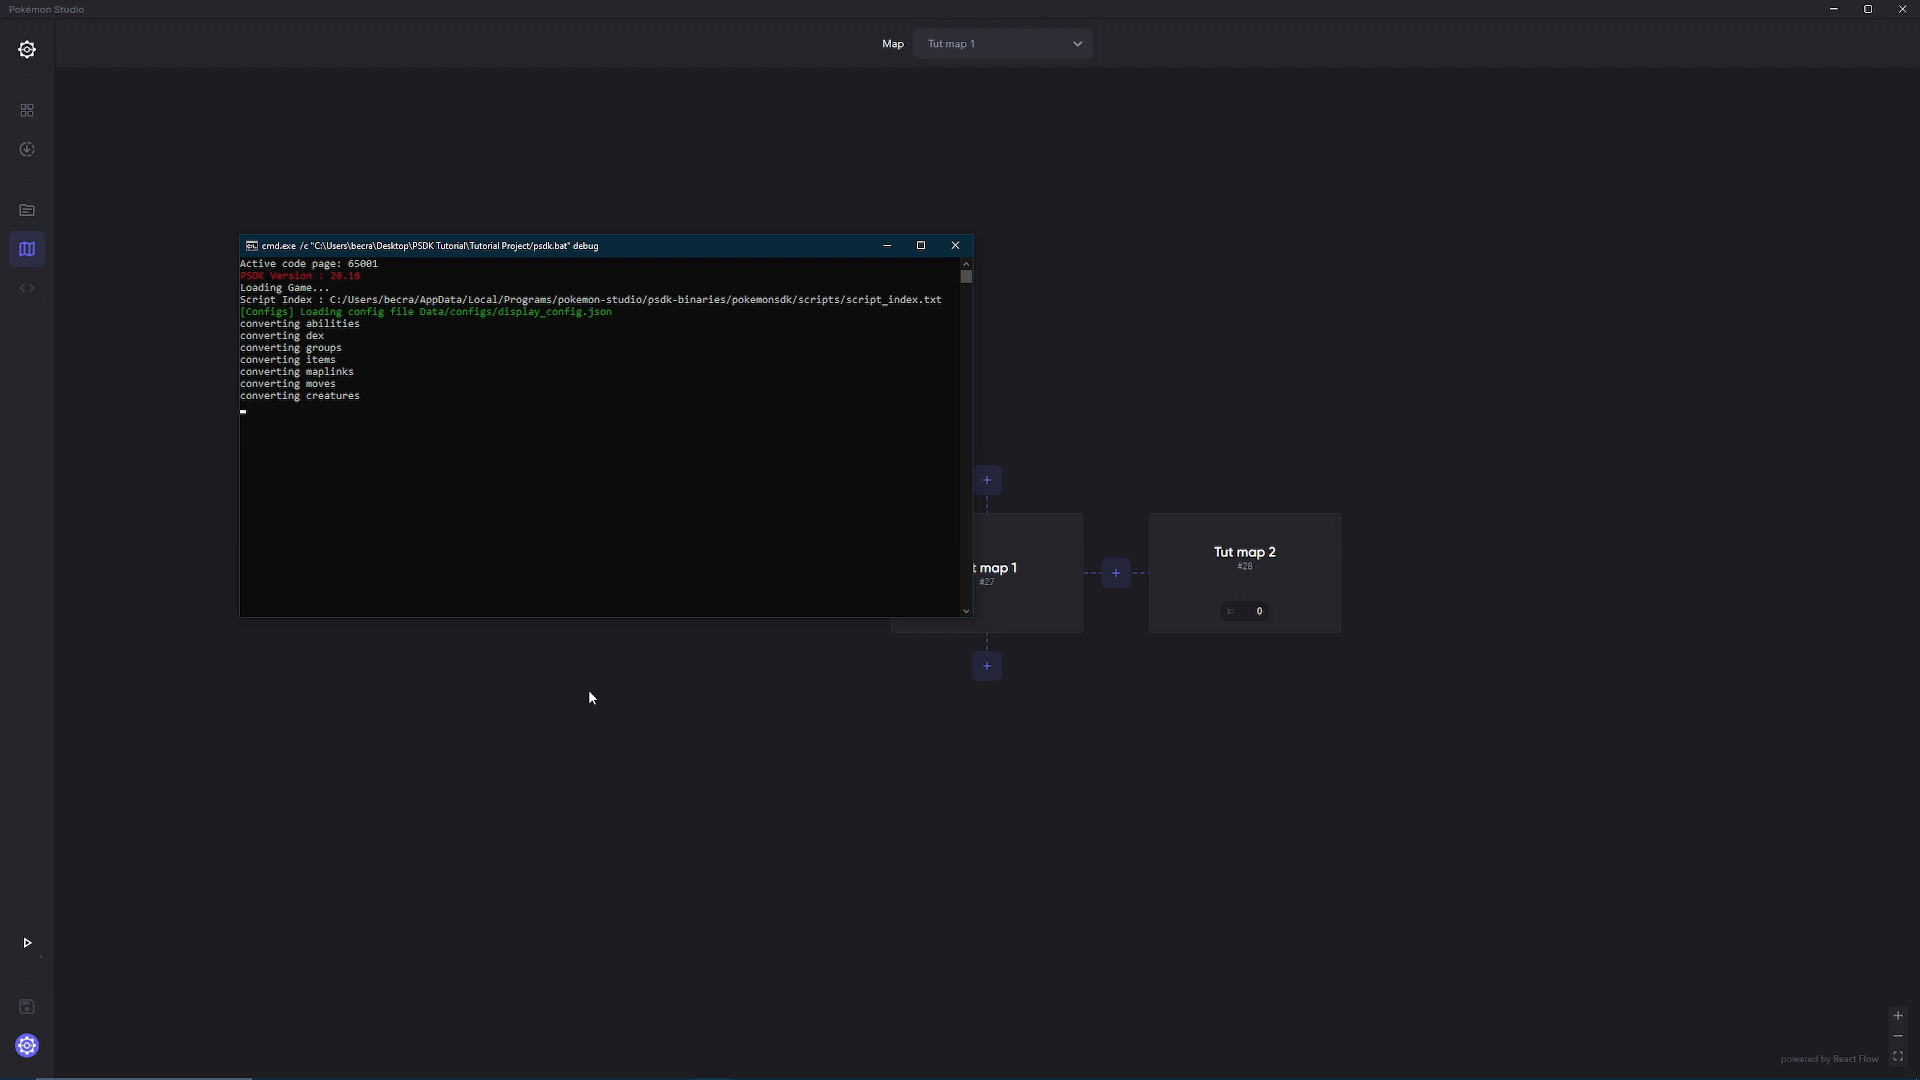 Pokémon Studio
Map
Tut map 1
cmd.exe /c "C:\Users\becra\Desktop\PSDK Tutorial\Tutorial Project/psdk.bat" debug
Active code page: 65001
PSDK Version : 26.16
Loading Game...
Script Index : C:/Users/becra/AppData/Local/Programs/pokemon-studio/psdk-binaries/pokemonsdk/scripts/script_index.txt
[Configs] Loading config file Data/configs/display_config.json
converting abilities
converting dex
converting groups
converting items
converting maplinks
converting moves
converting creatures
t map 1
#27
Tut map 2
#28
0
powered by React Flow